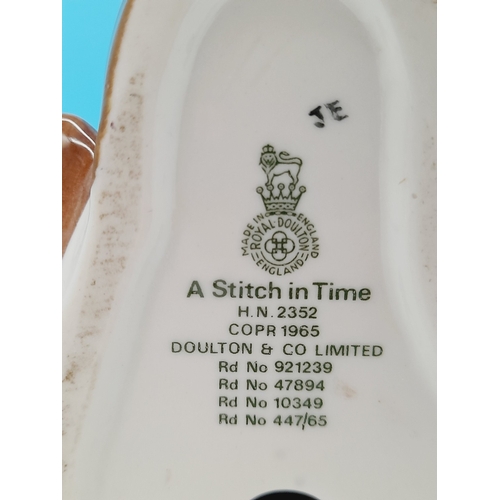 JE
MADE IN ENGLAND
ROYAL DOULTON
ENGLAND
A Stitch in Time
H.N. 2352
COPR 1965
DOULTON & CO LIMITED
Rd No 921239
Rd No 47894
Rd No 10349
Rd No 447/65